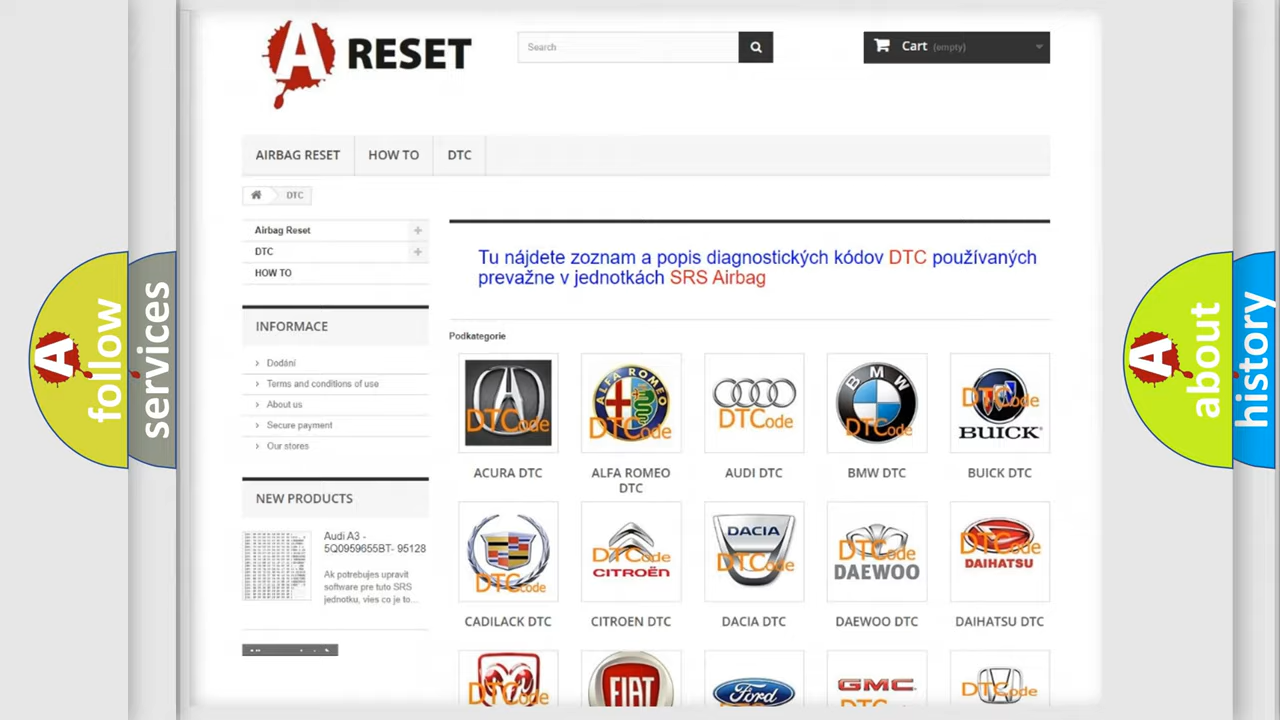 A RESET
Search
Cart (empty)
AIRBAG RESET
HOW TO
DTC
DTC
Airbag Reset
DTC
HOW TO
Tu nájdete zoznam a popis diagnostických kódov DTC používaných
prevažne v jednotkách SRS Airbag
INFORMACE
Dodání
Terms and conditions of use
About us
Secure payment
Our stores
Podkategorie
DTCode
ALFA ROMEO
DTCode
DTCode
BMW
DTCode
DTCode
BUICK
ACURA DTC
ALFA ROMEO
DTC
AUDI DTC
BMW DTC
BUICK DTC
NEW PRODUCTS
Audi A3 -
5Q0959655BT- 95128
Ak potrebujes upravit
software pre tuto SRS
jednotku, vies co je to...
DTCode
DTCode
CITROËN
DACIA
DTCode
DTCode
DAEWOO
DTCode
DAIHATSU
CADILACK DTC
CITROEN DTC
DACIA DTC
DAEWOO DTC
DAIHATSU DTC
DTCode
FIAT
Ford
GMC
DTCode
A follow
services
A about
history